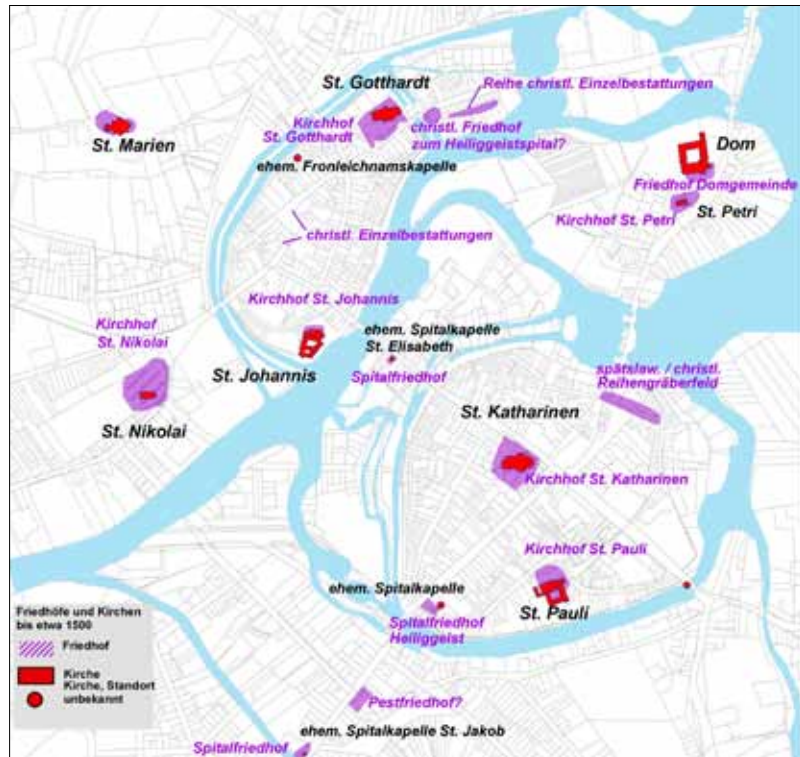 St. Gotthardt
Reihe christl. Einzelbestattungen
Kirchhof
St. Gotthardt
christl. Friedhof
zum Heiliggeistspital?
St. Marien
Dom
ehem. Fronleichnamskapelle
Friedhof Domgemeinde
St. Petri
Kirchhof St. Petri
christl. Einzelbestattungen
Kirchhof St. Johannis
Kirchhof
St. Nikolai
ehem. Spitalkapelle
St. Elisabeth
St. Johannis
Spitalfriedhof
spätslaw. / christl.
Reihengräberfeld
St. Katharinen
St. Nikolai
Kirchhof St. Katharinen
Kirchhof St. Pauli
ehem. Spitalkapelle
St. Pauli
Spitalfriedhof
Heiliggeist
Friedhöfe und Kirchen
bis etwa 1500
Friedhof
Kirche
Kirche, Standort
unbekannt
Pestfriedhof?
ehem. Spitalkapelle St. Jakob
Spitalfriedhof